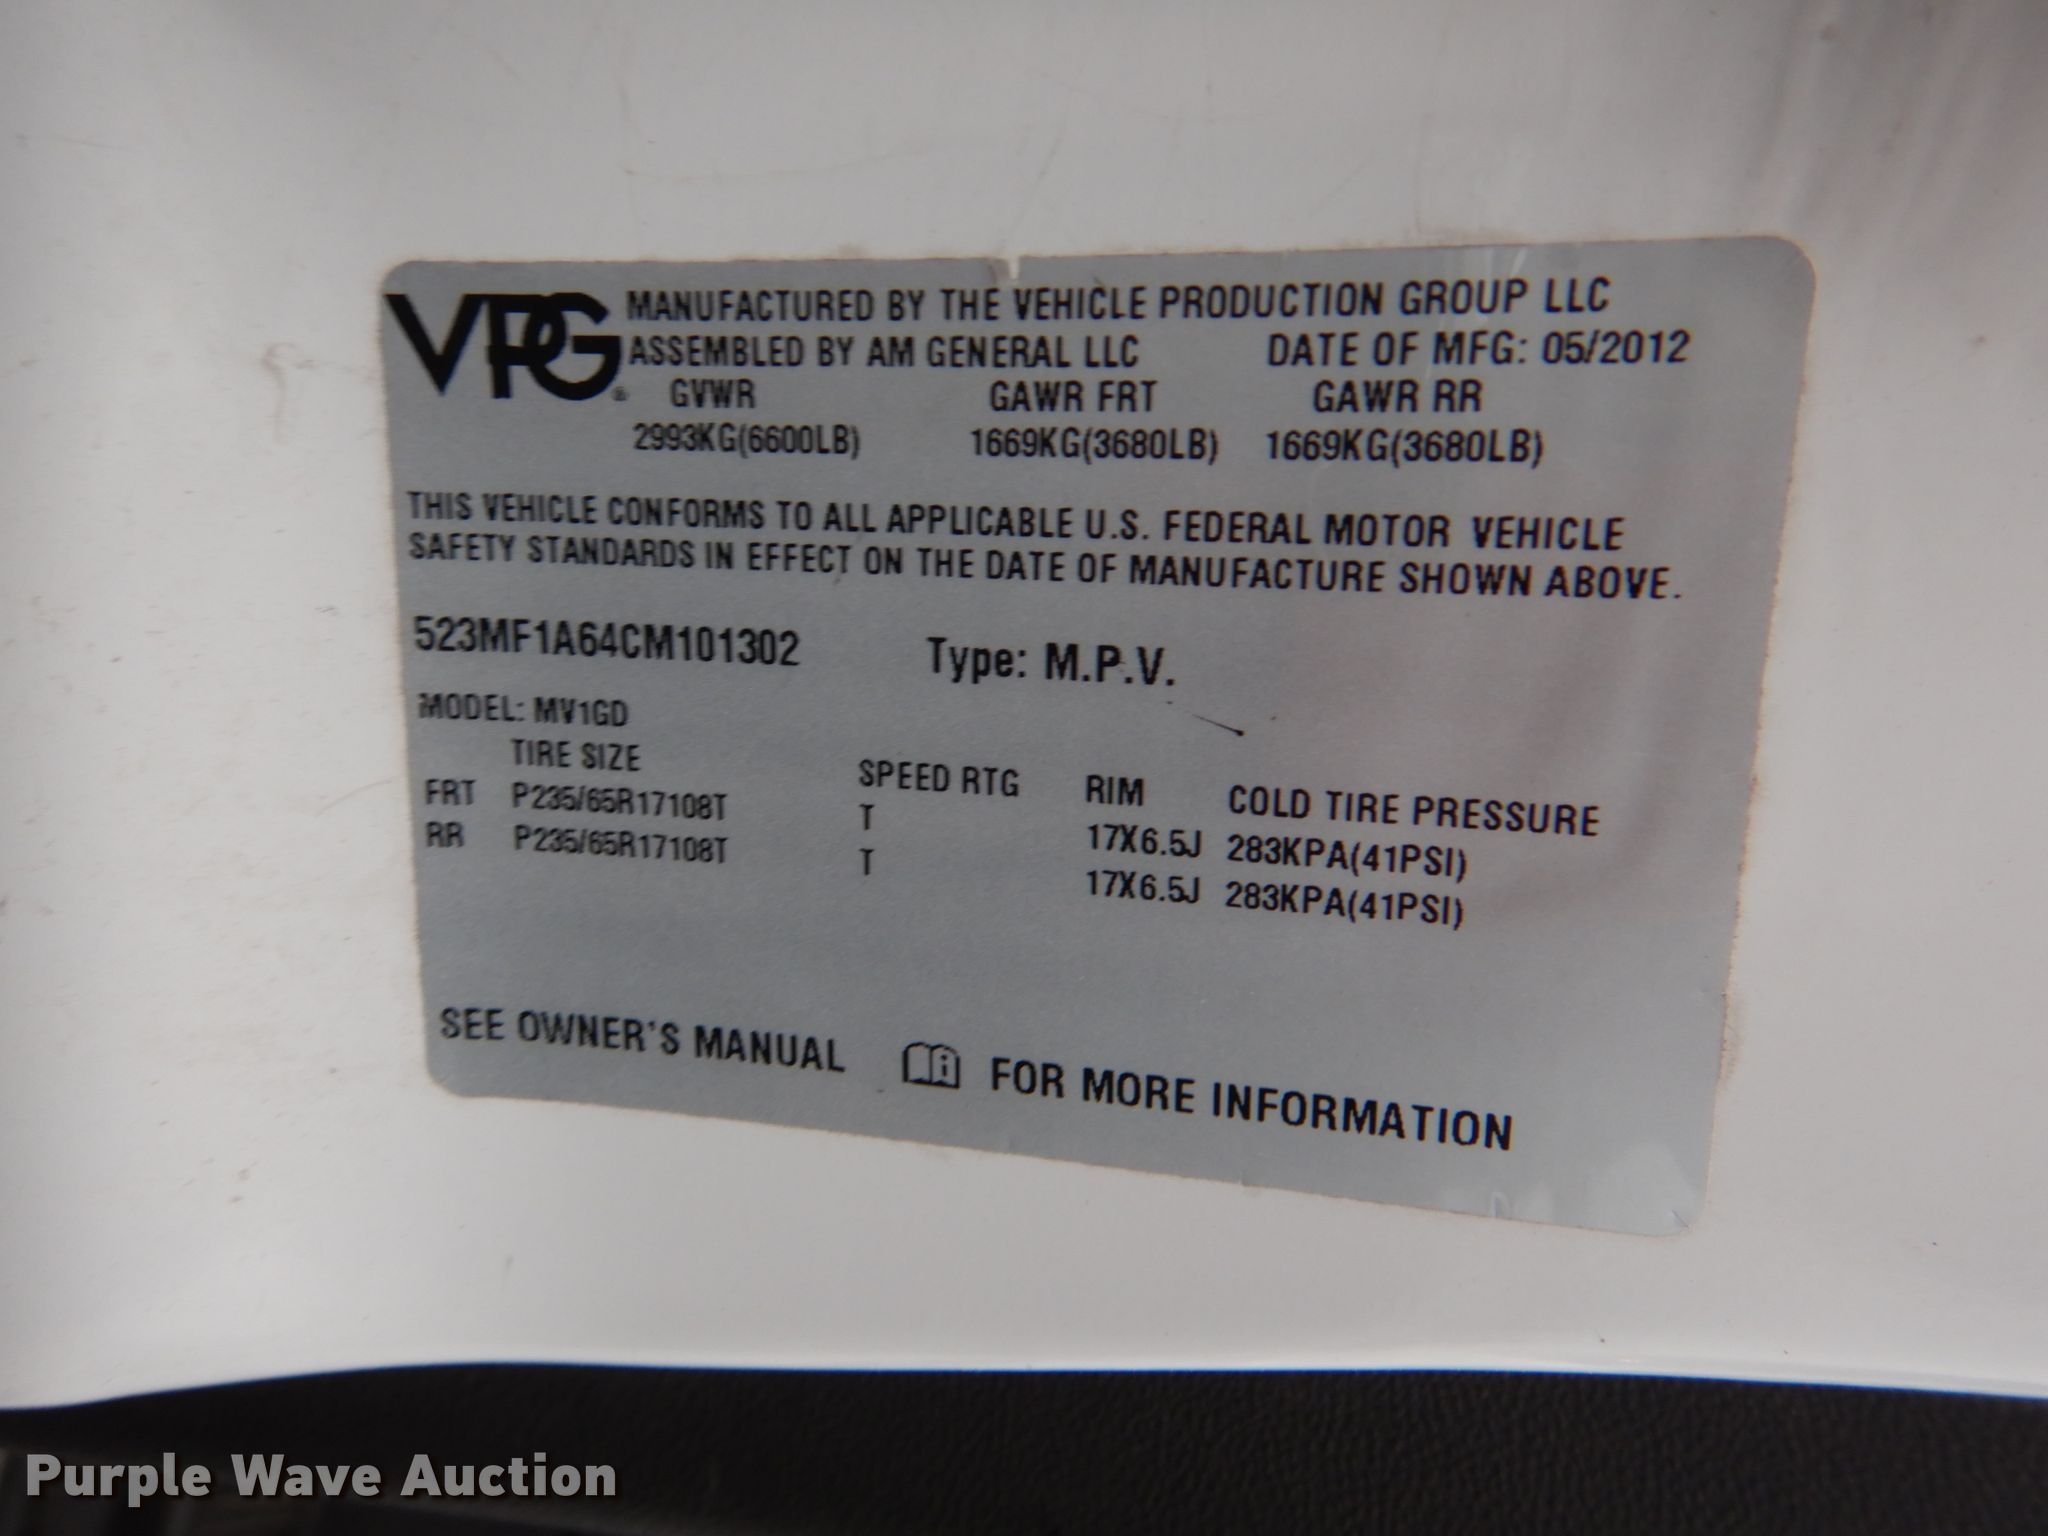 VPG® MANUFACTURED BY THE VEHICLE PRODUCTION GROUP LLC
ASSEMBLED BY AM GENERAL LLC DATE OF MFG: 05/2012
GVWR GAWR FRT GAWR RR
2993KG(6600LB) 1669KG(3680LB) 1669KG(3680LB)
THIS VEHICLE CONFORMS TO ALL APPLICABLE U.S. FEDERAL MOTOR VEHICLE
SAFETY STANDARDS IN EFFECT ON THE DATE OF MANUFACTURE SHOWN ABOVE.
523MF1A64CM101302 Type: M.P.V.
MODEL: MV1GD
TIRE SIZE SPEED RTG RIM COLD TIRE PRESSURE
FRT P235/65R17108T T 17X6.5J 283KPA(41PSI)
RR P235/65R17108T T 17X6.5J 283KPA(41PSI)
SEE OWNER'S MANUAL FOR MORE INFORMATION
Purple Wave Auction